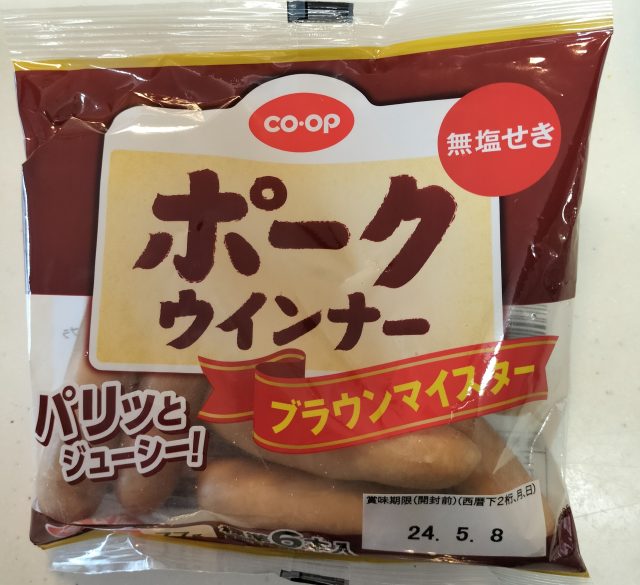 CO·OP
無塩せき
ポーク
ウインナー
ブラウンマイスター
パリッと
ジューシー!
賞味期限(開封前)(西暦下2桁、月、日)
24. 5. 8
標準6本入